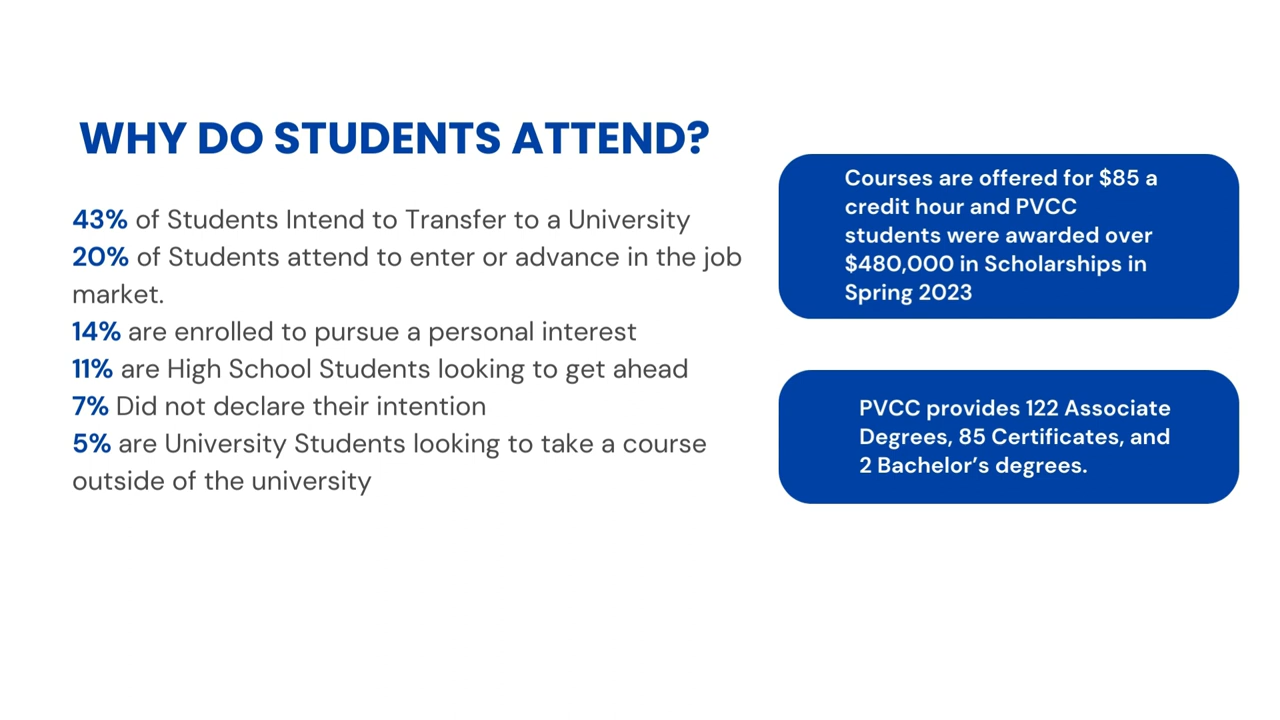 WHY DO STUDENTS ATTEND?
43% of Students Intend to Transfer to a University
20% of Students attend to enter or advance in the job
market.
14% are enrolled to pursue a personal interest
11% are High School Students looking to get ahead
7% Did not declare their intention
5% are University Students looking to take a course
outside of the university
Courses are offered for $85 a
credit hour and PVCC
students were awarded over
$480,000 in Scholarships in
Spring 2023
PVCC provides 122 Associate
Degrees, 85 Certificates, and
2 Bachelor’s degrees.